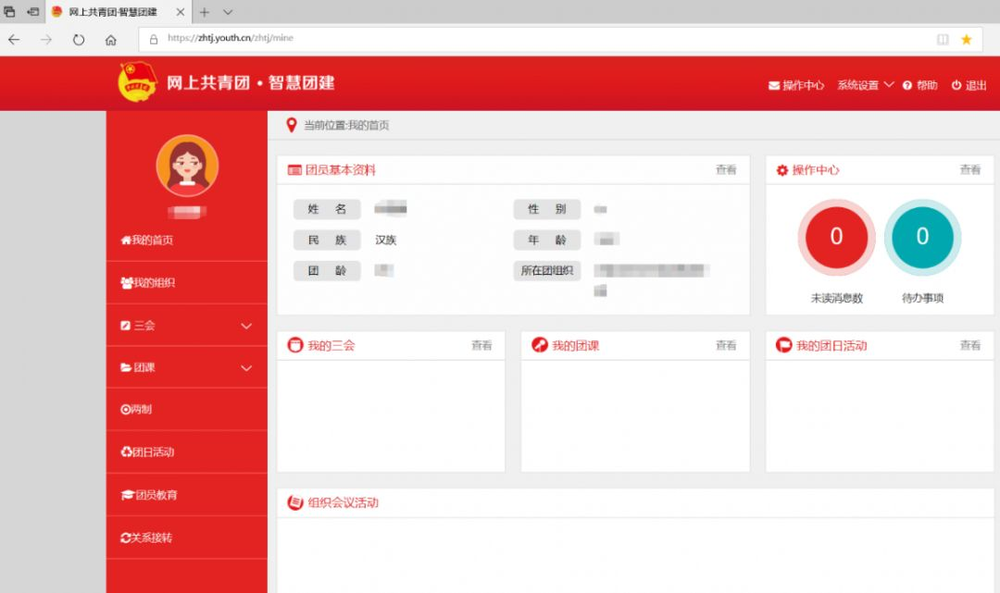 网上共青团·智慧团建
https://zhtj.youth.cn/zhtj/mine
网上共青团·智慧团建
操作中心 系统设置 帮助 退出
当前位置:我的首页
我的首页
我的组织
三会
团课
两制
团日活动
团员教育
关系接转
团员基本资料 查看
姓 名 性 别
民 族 汉族 年 龄
团 龄 所在团组织
操作中心 查看
0 0
未读消息数 待办事项
我的三会 查看
我的团课 查看
我的团日活动 查看
组织会议活动